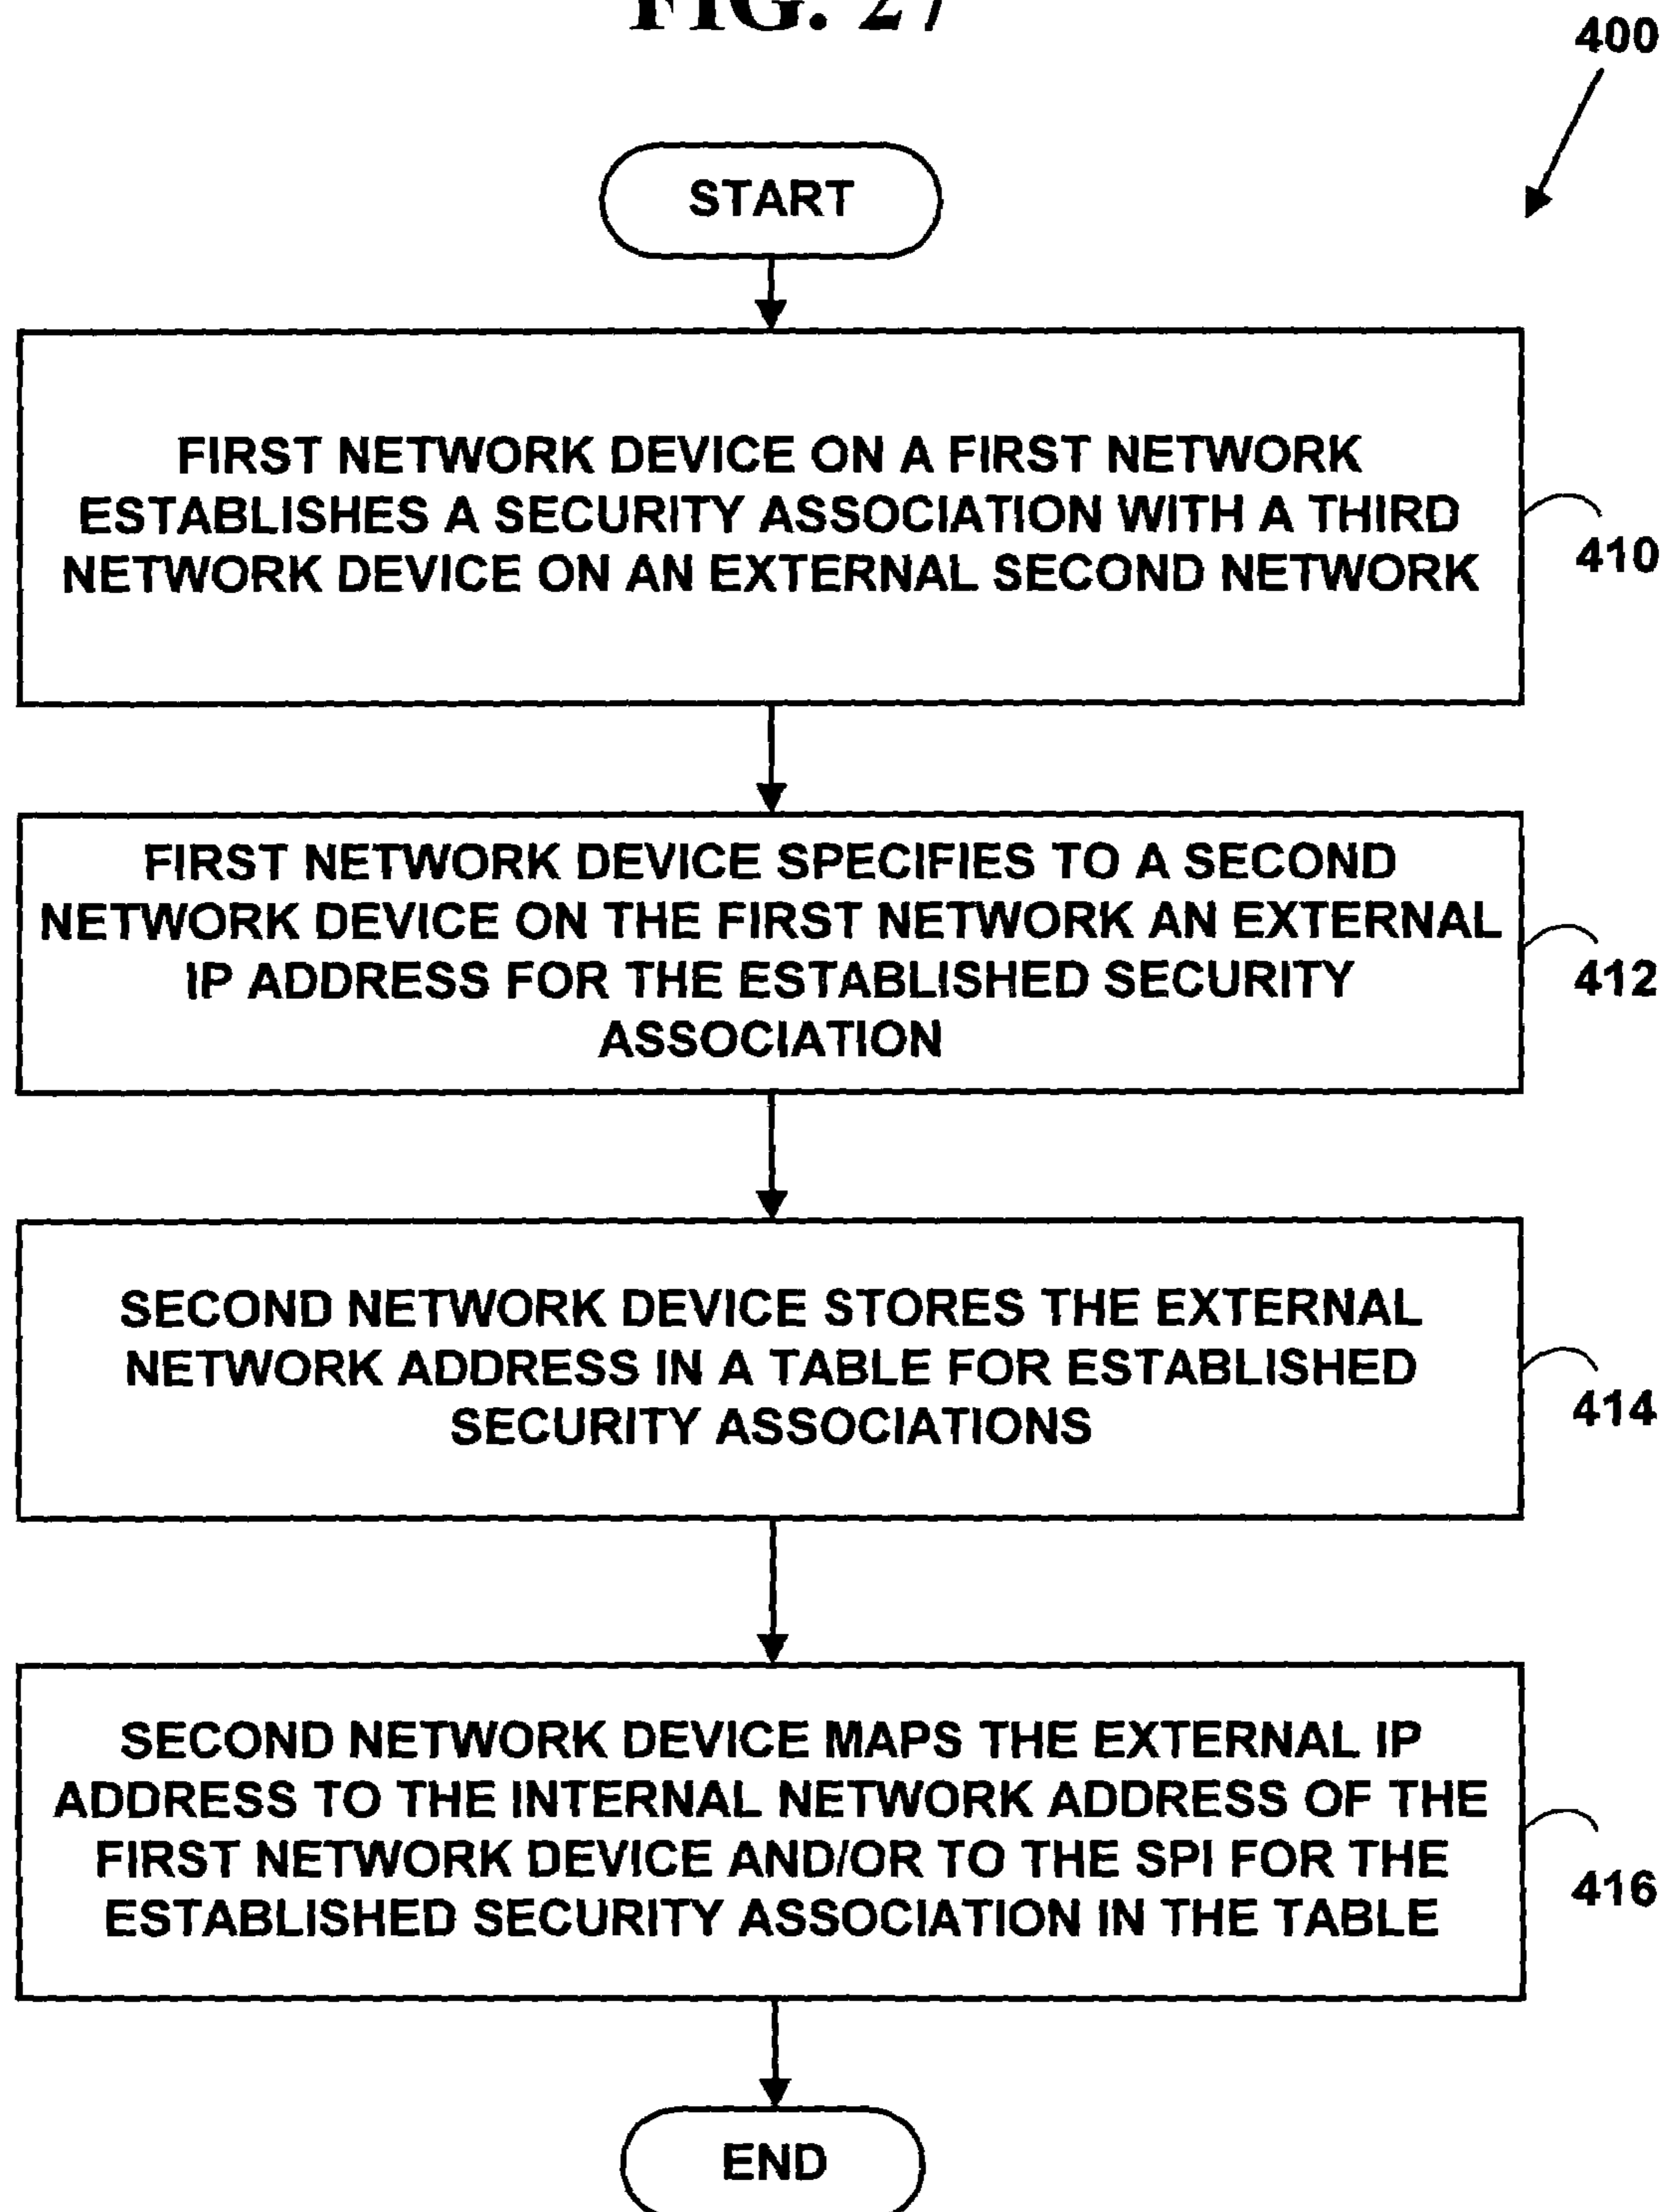 FIG. 27
400
START
FIRST NETWORK DEVICE ON A FIRST NETWORK
ESTABLISHES A SECURITY ASSOCIATION WITH A THIRD
NETWORK DEVICE ON AN EXTERNAL SECOND NETWORK
410
FIRST NETWORK DEVICE SPECIFIES TO A SECOND
NETWORK DEVICE ON THE FIRST NETWORK AN EXTERNAL
IP ADDRESS FOR THE ESTABLISHED SECURITY
ASSOCIATION
412
SECOND NETWORK DEVICE STORES THE EXTERNAL
NETWORK ADDRESS IN A TABLE FOR ESTABLISHED
SECURITY ASSOCIATIONS
414
SECOND NETWORK DEVICE MAPS THE EXTERNAL IP
ADDRESS TO THE INTERNAL NETWORK ADDRESS OF THE
FIRST NETWORK DEVICE AND/OR TO THE SPI FOR THE
ESTABLISHED SECURITY ASSOCIATION IN THE TABLE
416
END